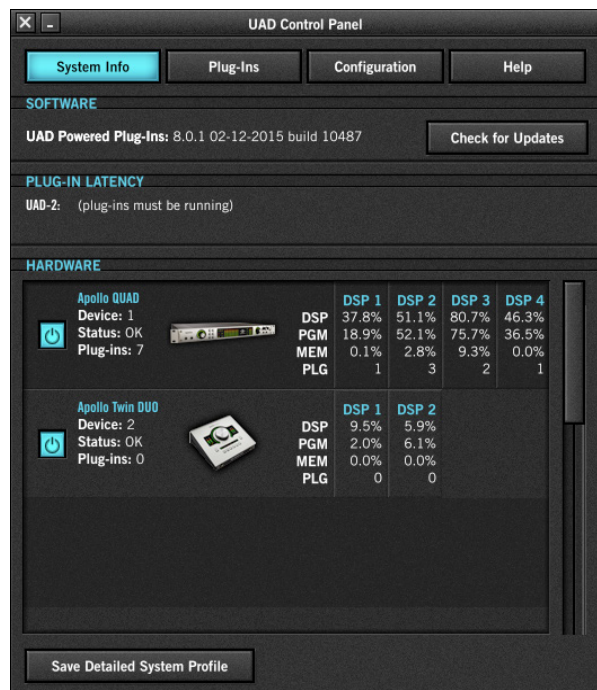 UAD Control Panel
System Info Plug-Ins Configuration Help
SOFTWARE
UAD Powered Plug-Ins: 8.0.1 02-12-2015 build 10487 Check for Updates
PLUG-IN LATENCY
UAD-2: (plug-ins must be running)
HARDWARE
Apollo QUAD DSP 1 DSP 2 DSP 3 DSP 4
Device: 1 DSP 37.8% 51.1% 80.7% 46.3%
Status: OK PGM 18.9% 52.1% 75.7% 36.5%
Plug-ins: 7 MEM 0.1% 2.8% 9.3% 0.0%
PLG 1 3 2 1
Apollo Twin DUO DSP 1 DSP 2
Device: 2 DSP 9.5% 5.9%
Status: OK PGM 2.0% 6.1%
Plug-ins: 0 MEM 0.0% 0.0%
PLG 0 0
Save Detailed System Profile